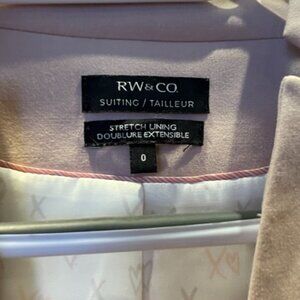 RW&CO.
SUITING / TAILLEUR
STRETCH LINING
DOUBLURE EXTENSIBLE
0